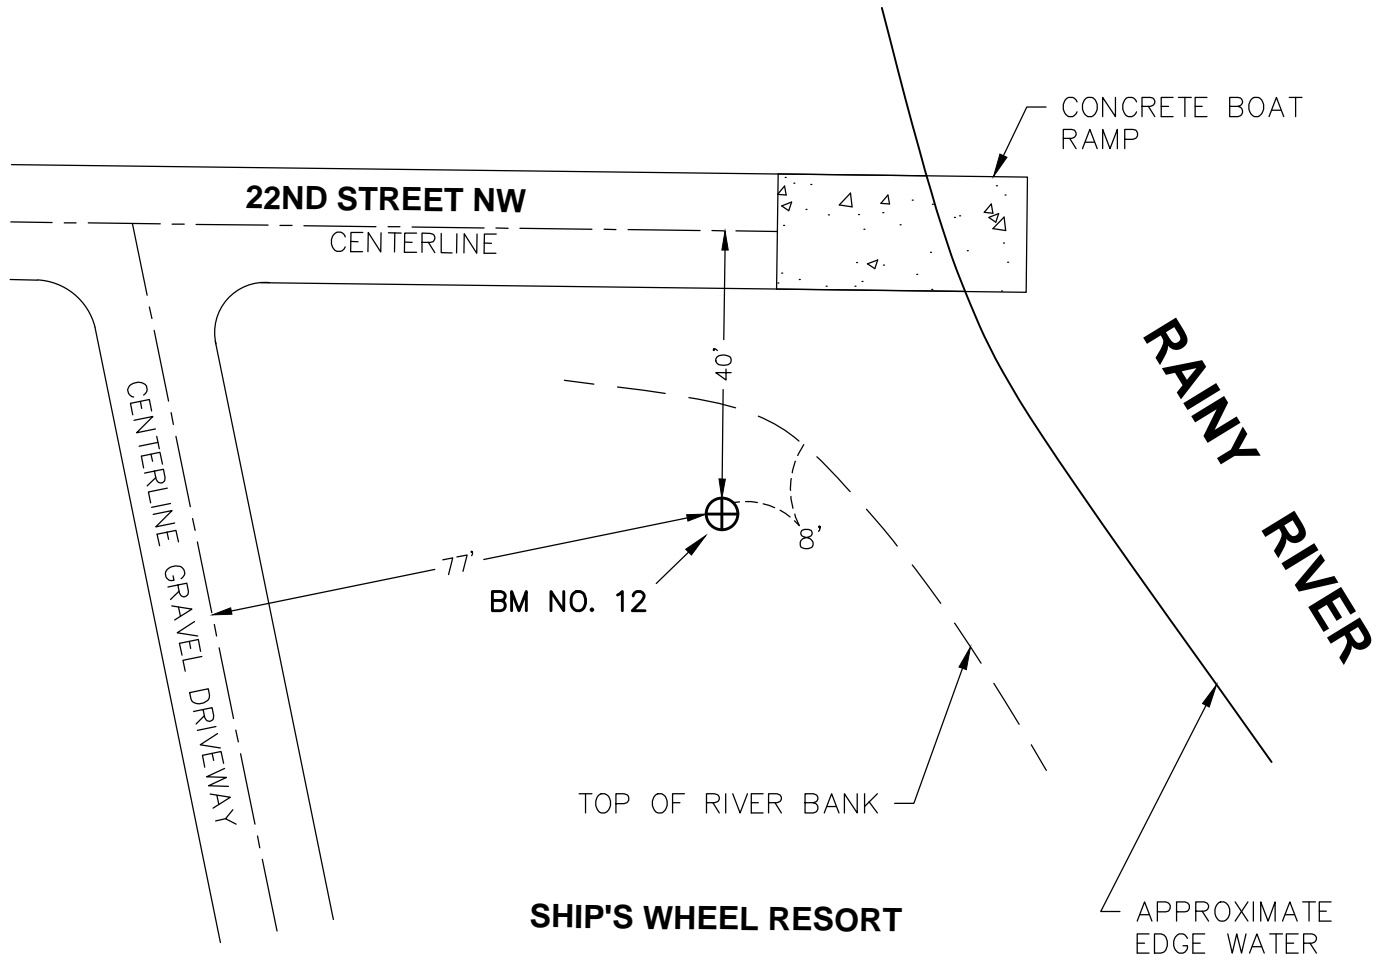 CONCRETE BOAT
RAMP
22ND STREET NW
CENTERLINE
40'
RAINY RIVER
CENTERLINE GRAVEL DRIVEWAY
77'
8'
BM NO. 12
TOP OF RIVER BANK
SHIP'S WHEEL RESORT
APPROXIMATE
EDGE WATER